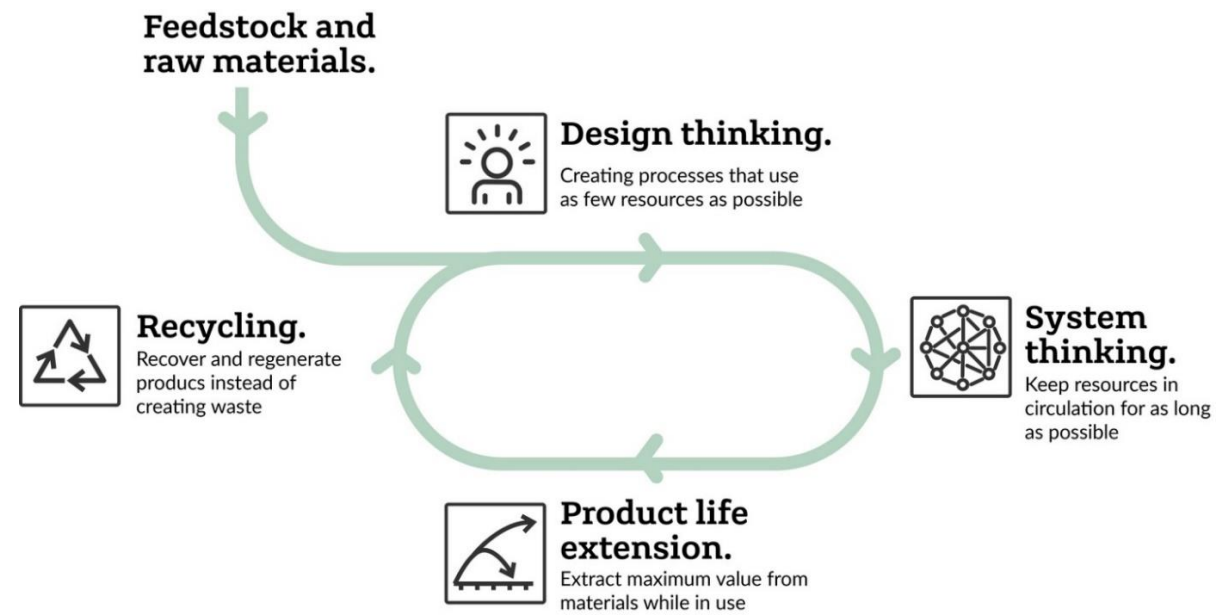 Feedstock and
raw materials.
Design thinking.
Creating processes that use
as few resources as possible
System
thinking.
Keep resources in
circulation for as long
as possible
Product life
extension.
Extract maximum value from
materials while in use
Recycling.
Recover and regenerate
producs instead of
creating waste